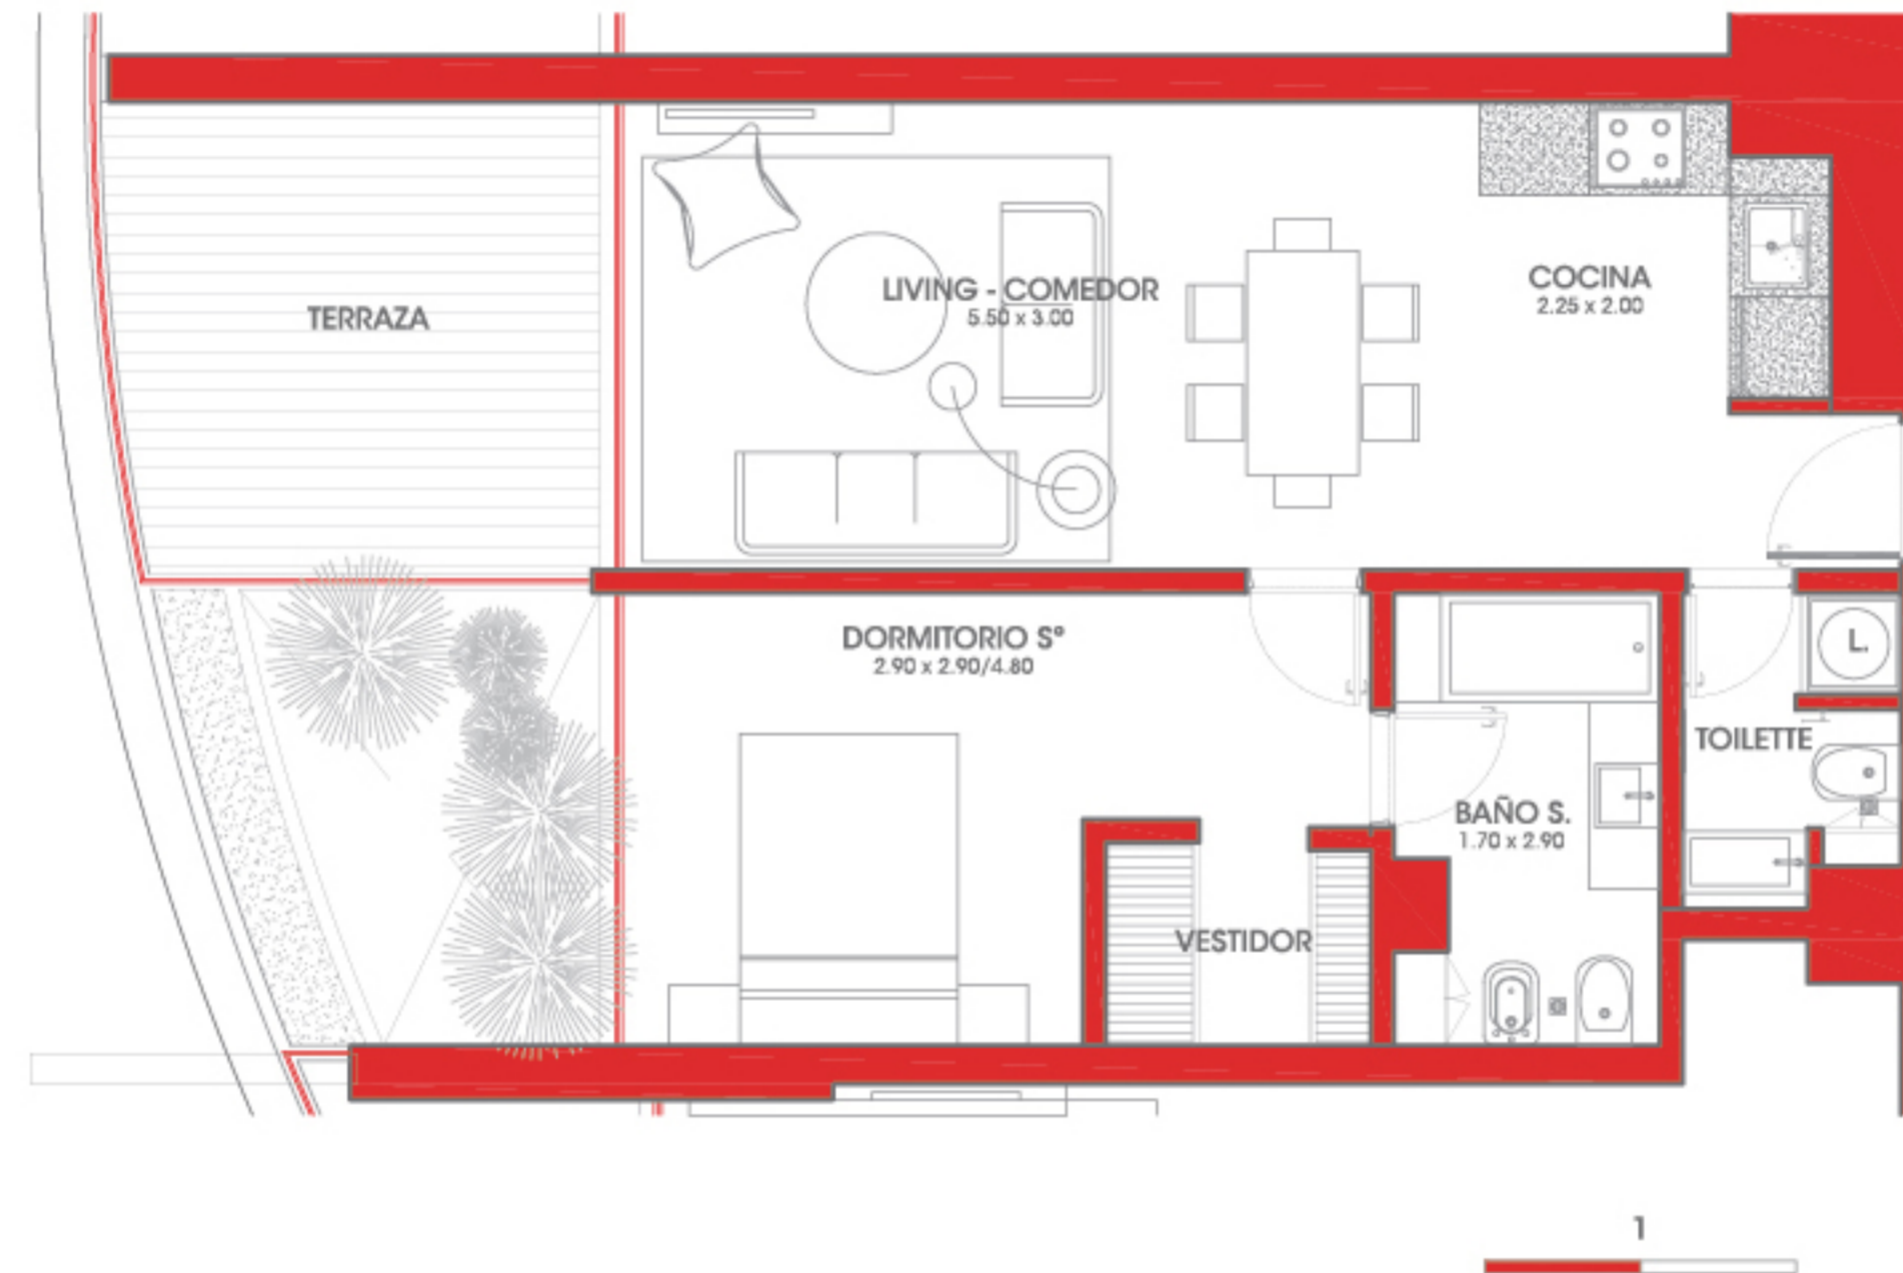 TERRAZA
LIVING - COMEDOR
5.50 x 3.00
COCINA
2.25 x 2.00
DORMITORIO Sº
2.90 x 2.90/4.80
L.
TOILETTE
BAÑO S.
1.70 x 2.90
VESTIDOR
1